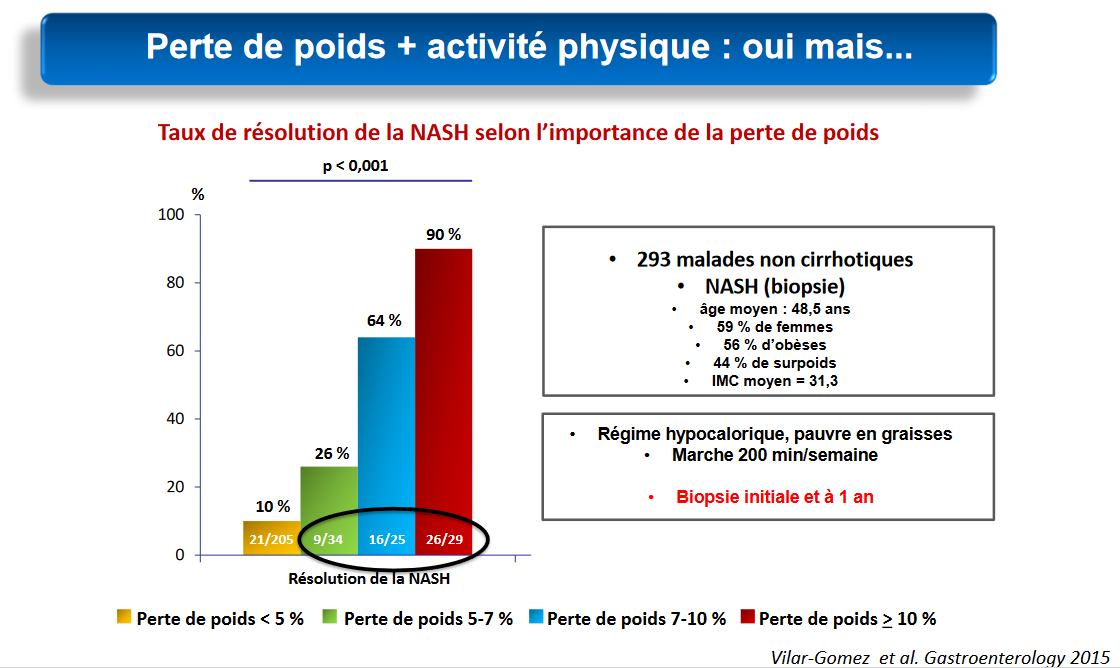 Perte de poids + activité physique : oui mais...
Taux de résolution de la NASH selon l’importance de la perte de poids
p < 0,001
%
100
80
60
40
20
0
10 %
26 %
64 %
90 %
21/205
9/34
16/25
26/29
Résolution de la NASH
• 293 malades non cirrhotiques
• NASH (biopsie)
• âge moyen : 48,5 ans
• 59 % de femmes
• 56 % d’obèses
• 44 % de surpoids
• IMC moyen = 31,3
• Régime hypocalorique, pauvre en graisses
• Marche 200 min/semaine
• Biopsie initiale et à 1 an
Perte de poids < 5 % Perte de poids 5-7 % Perte de poids 7-10 % Perte de poids ≥ 10 %
Vilar-Gomez et al. Gastroenterology 2015